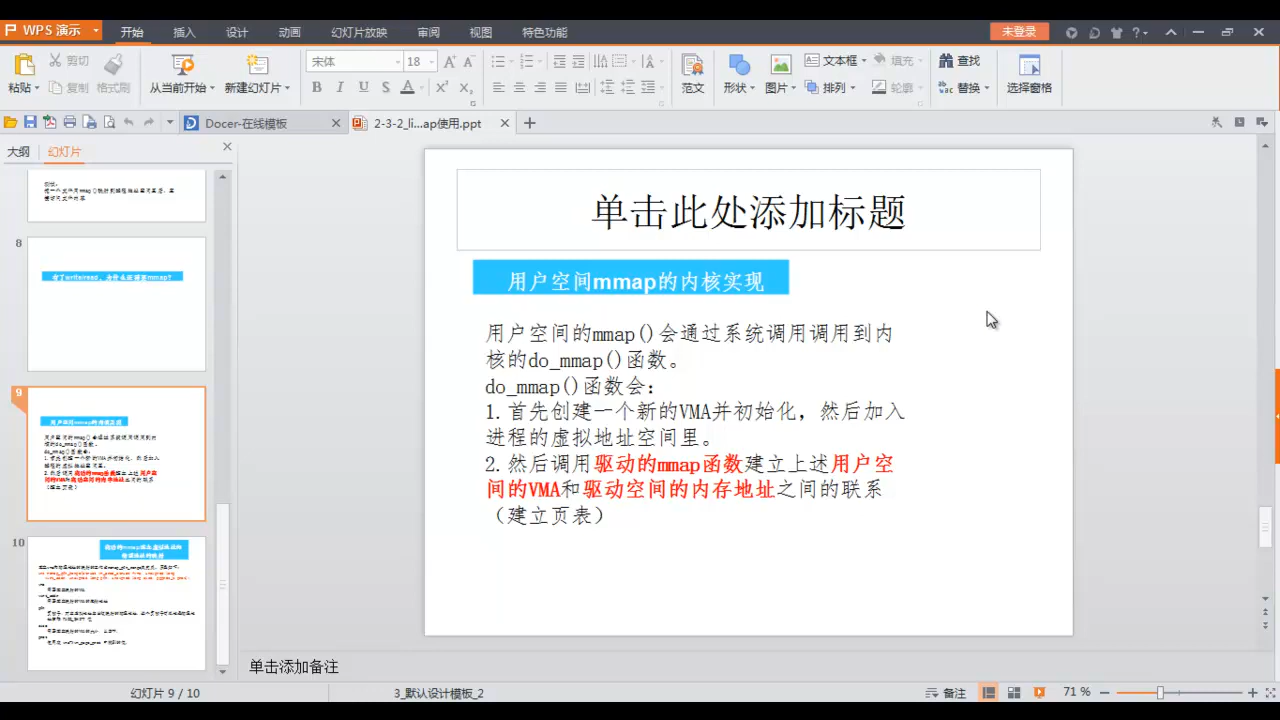 WPS 演示
开始
插入
设计
动画
幻灯片放映
审阅
视图
特色功能
未登录
粘贴
剪切
复制
格式刷
从当前开始
新建幻灯片
宋体
18
范文
形状
图片
文本框
排列
填充
轮廓
查找
替换
选择窗格
Docer-在线模板
2-3-2_li...ap使用.ppt
大纲
幻灯片
8
有了write/read，为什么还需要mmap?
9
用户空间mmap的内核实现
10
单击此处添加标题
用户空间mmap的内核实现
用户空间的mmap()会通过系统调用调用到内
核的do_mmap()函数。
do_mmap()函数会：
1.首先创建一个新的VMA并初始化，然后加入
进程的虚拟地址空间里。
2.然后调用驱动的mmap函数建立上述用户空
间的VMA和驱动空间的内存地址之间的联系
（建立页表）
单击添加备注
幻灯片 9 / 10
3_默认设计模板_2
备注
71 %